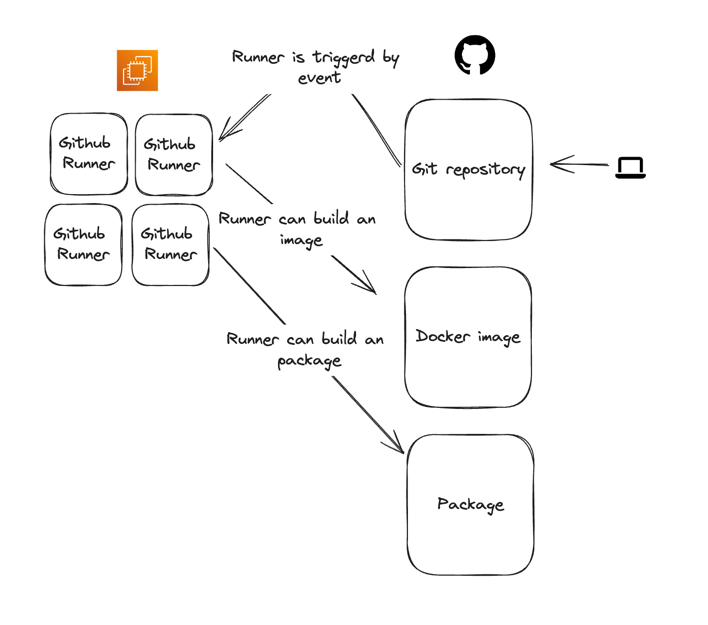 Runner is triggerd by
event
Github
Runner
Github
Runner
Git repository
Runner can build an
image
Github
Runner
Github
Runner
Runner can build an
package
Docker image
Package